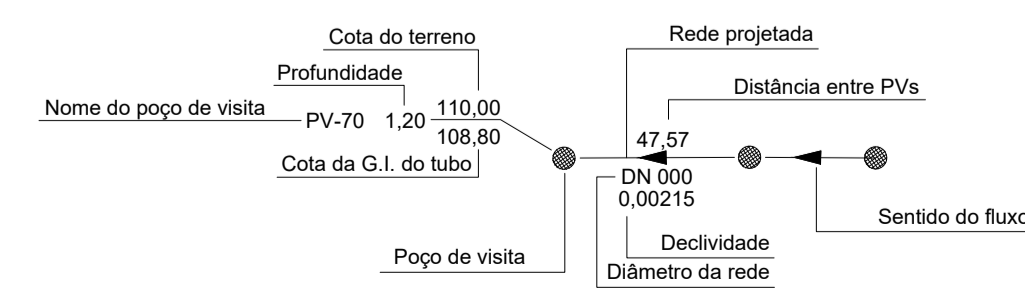 Cota do terreno
Rede projetada
Profundidade
Distância entre PVs
Nome do poço de visita
PV-70 1,20 110,00
108,80
47,57
Cota da G.I. do tubo
DN 000
0,00215
Sentido do fluxo
Poço de visita
Declividade
Diâmetro da rede